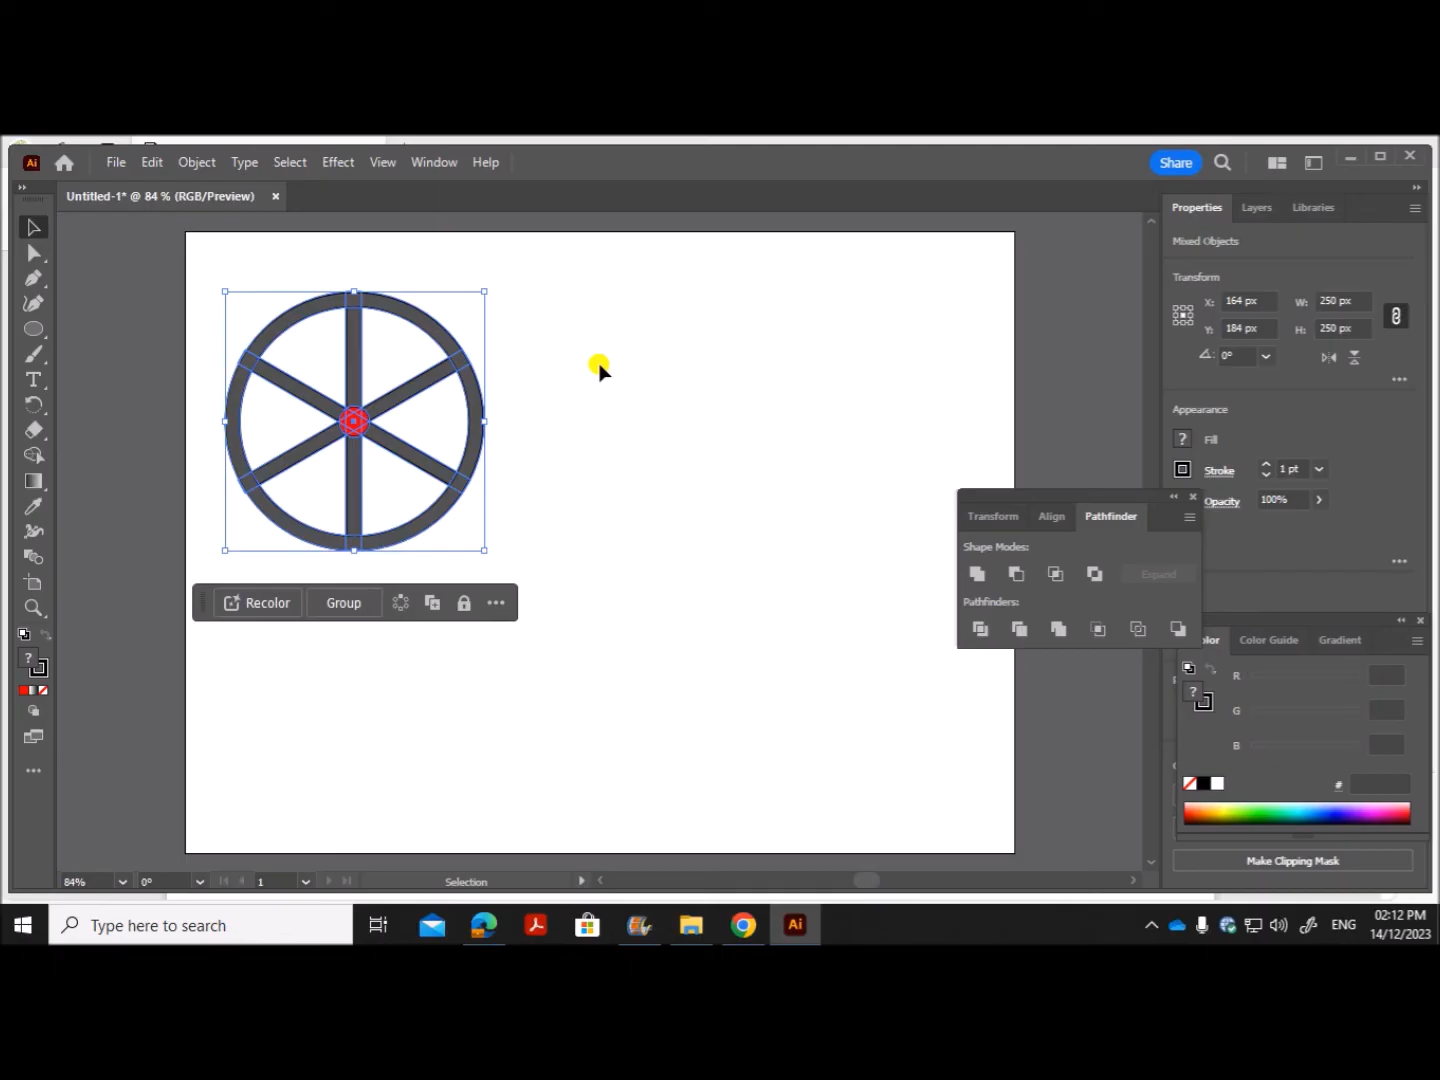 Ai File Edit Object Type Select Effect View Window Help Share
Untitled-1* @ 84 % (RGB/Preview) ×
Properties Layers Libraries
Mixed Objects
Transform
X: 164 px W: 250 px
Y: 184 px H: 250 px
0°
Appearance
? Fill
Stroke 1 pt
Opacity 100%
Transform Align Pathfinder
Shape Modes:
Expand
Pathfinders:
Recolor Group
Color Guide Gradient
R
G
B
#
?
?
T
Make Clipping Mask
84% 0° 1 Selection
Type here to search
Ai
ENG
02:12 PM
14/12/2023